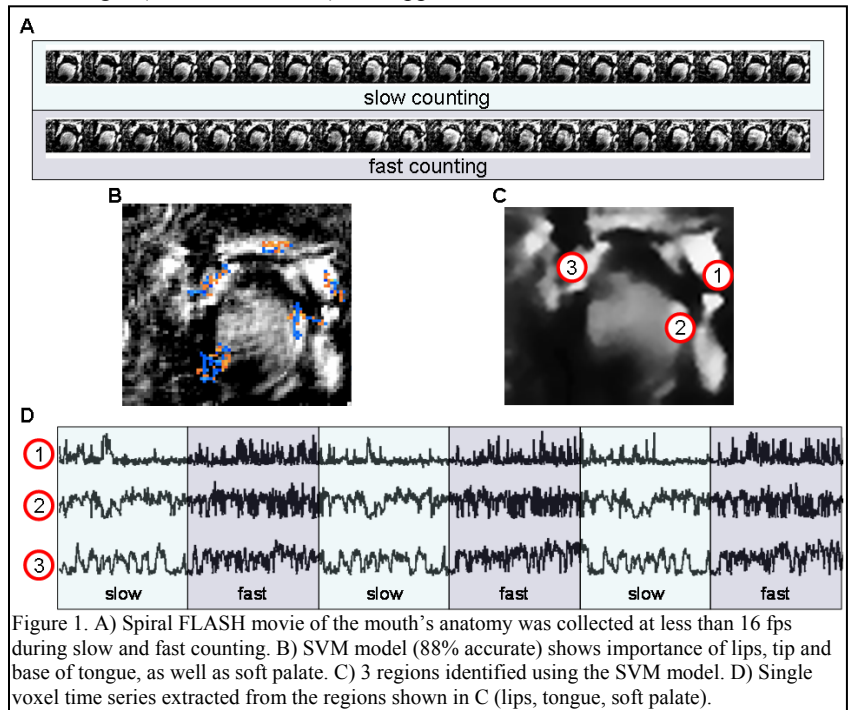 A
slow counting
fast counting
B
C
3
1
2
D
1
2
3
slow fast slow fast slow fast
Figure 1. A) Spiral FLASH movie of the mouth's anatomy was collected at less than 16 fps
during slow and fast counting. B) SVM model (88% accurate) shows importance of lips, tip and
base of tongue, as well as soft palate. C) 3 regions identified using the SVM model. D) Single
voxel time series extracted from the regions shown in C (lips, tongue, soft palate).